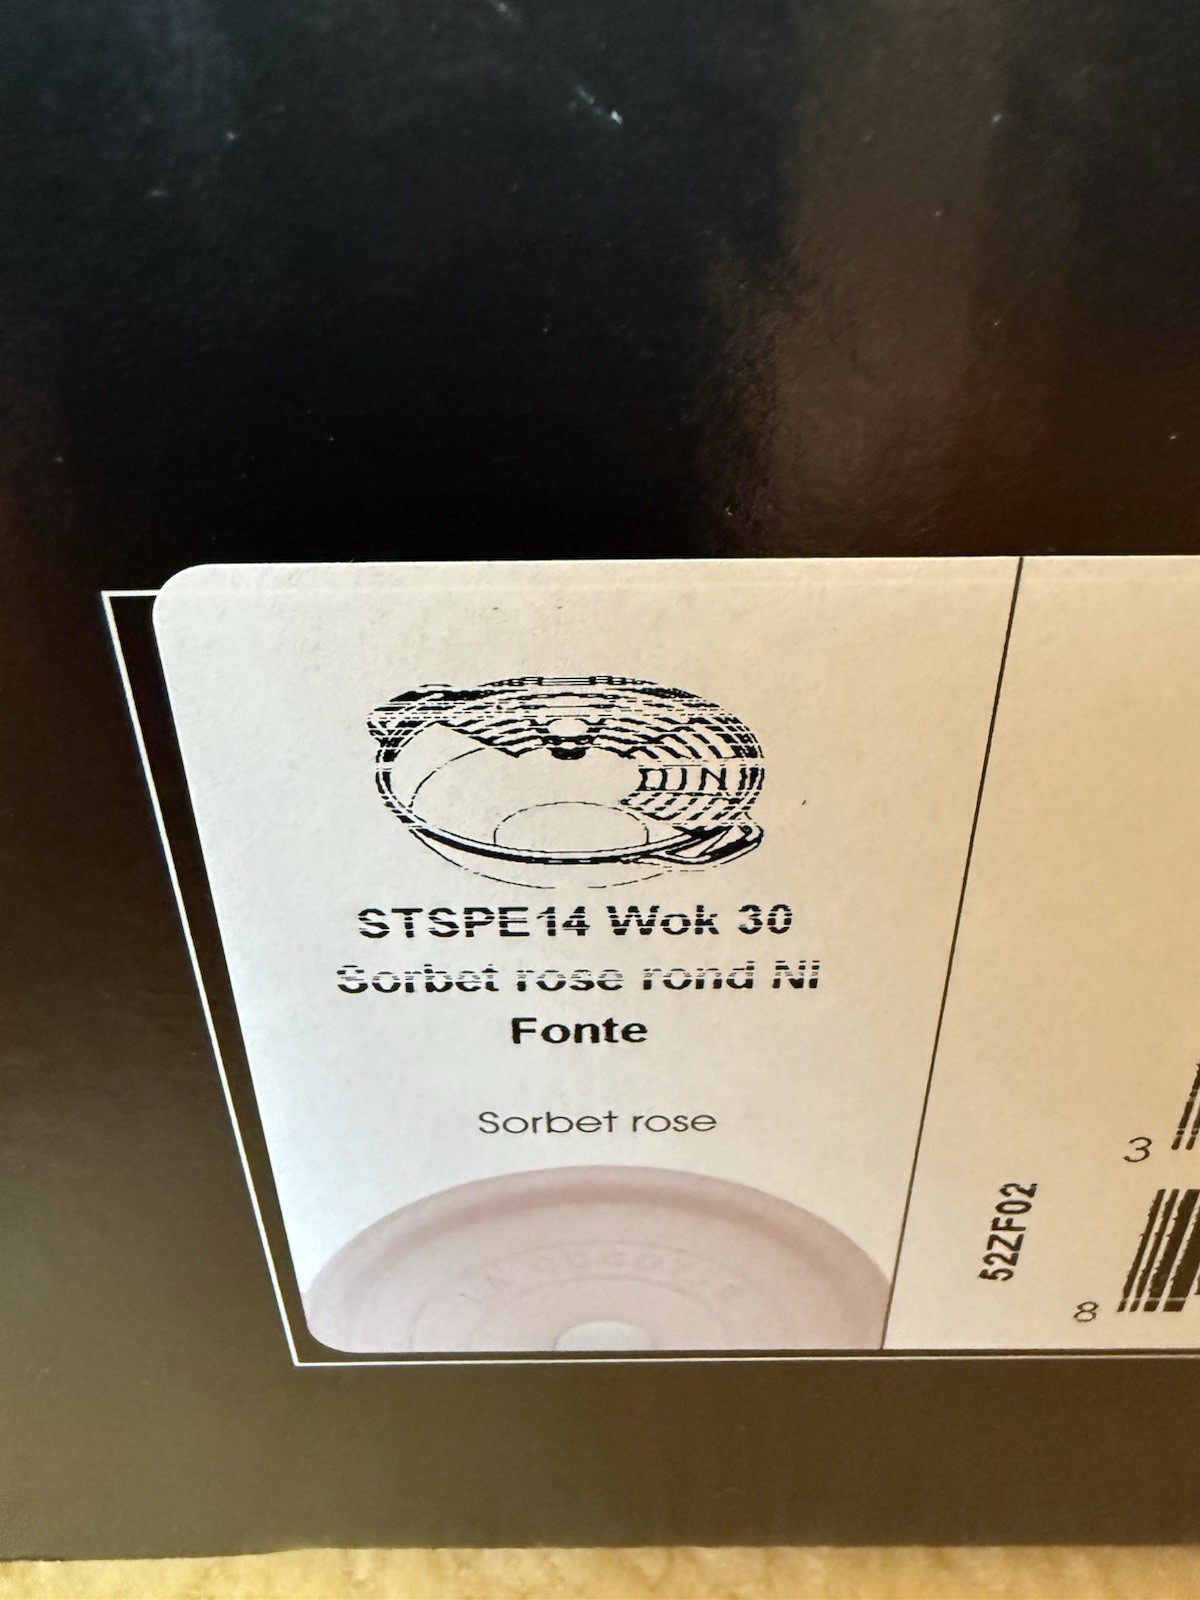 STSPE14 Wok 30
Sorbet rose rond NI
Fonte
Sorbet rose
52ZF02
3
8